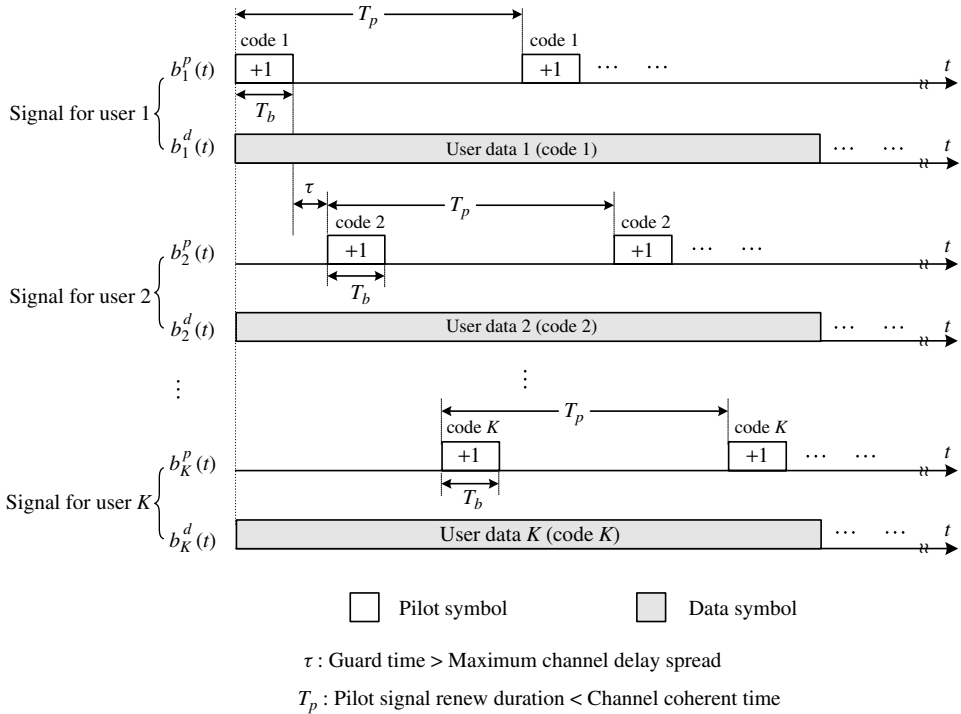 T_p
code 1
code 1
b_1^p(t)
+1
+1
... ...
t
T_b
Signal for user 1
b_1^d(t)
User data 1 (code 1)
... ...
t
τ
T_p
code 2
code 2
b_2^p(t)
+1
+1
... ...
t
T_b
Signal for user 2
b_2^d(t)
User data 2 (code 2)
... ...
t
⋮
⋮
T_p
code K
code K
b_K^p(t)
+1
+1
... ...
t
T_b
Signal for user K
b_K^d(t)
User data K (code K)
... ...
t
Pilot symbol
Data symbol
τ : Guard time > Maximum channel delay spread
T_p : Pilot signal renew duration < Channel coherent time